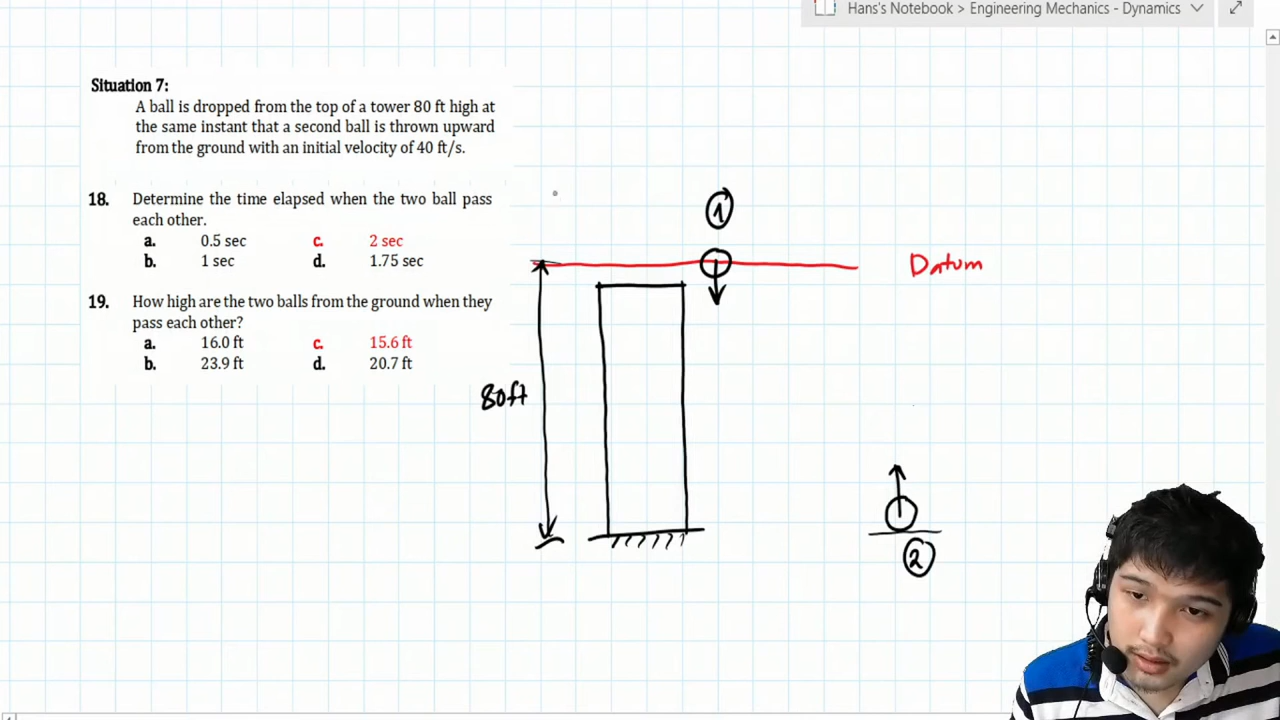 Hans's Notebook > Engineering Mechanics - Dynamics
Situation 7:
A ball is dropped from the top of a tower 80 ft high at
the same instant that a second ball is thrown upward
from the ground with an initial velocity of 40 ft/s.
18. Determine the time elapsed when the two ball pass
each other.
a. 0.5 sec c. 2 sec
b. 1 sec d. 1.75 sec
19. How high are the two balls from the ground when they
pass each other?
a. 16.0 ft c. 15.6 ft
b. 23.9 ft d. 20.7 ft
1
Datum
80ft
2